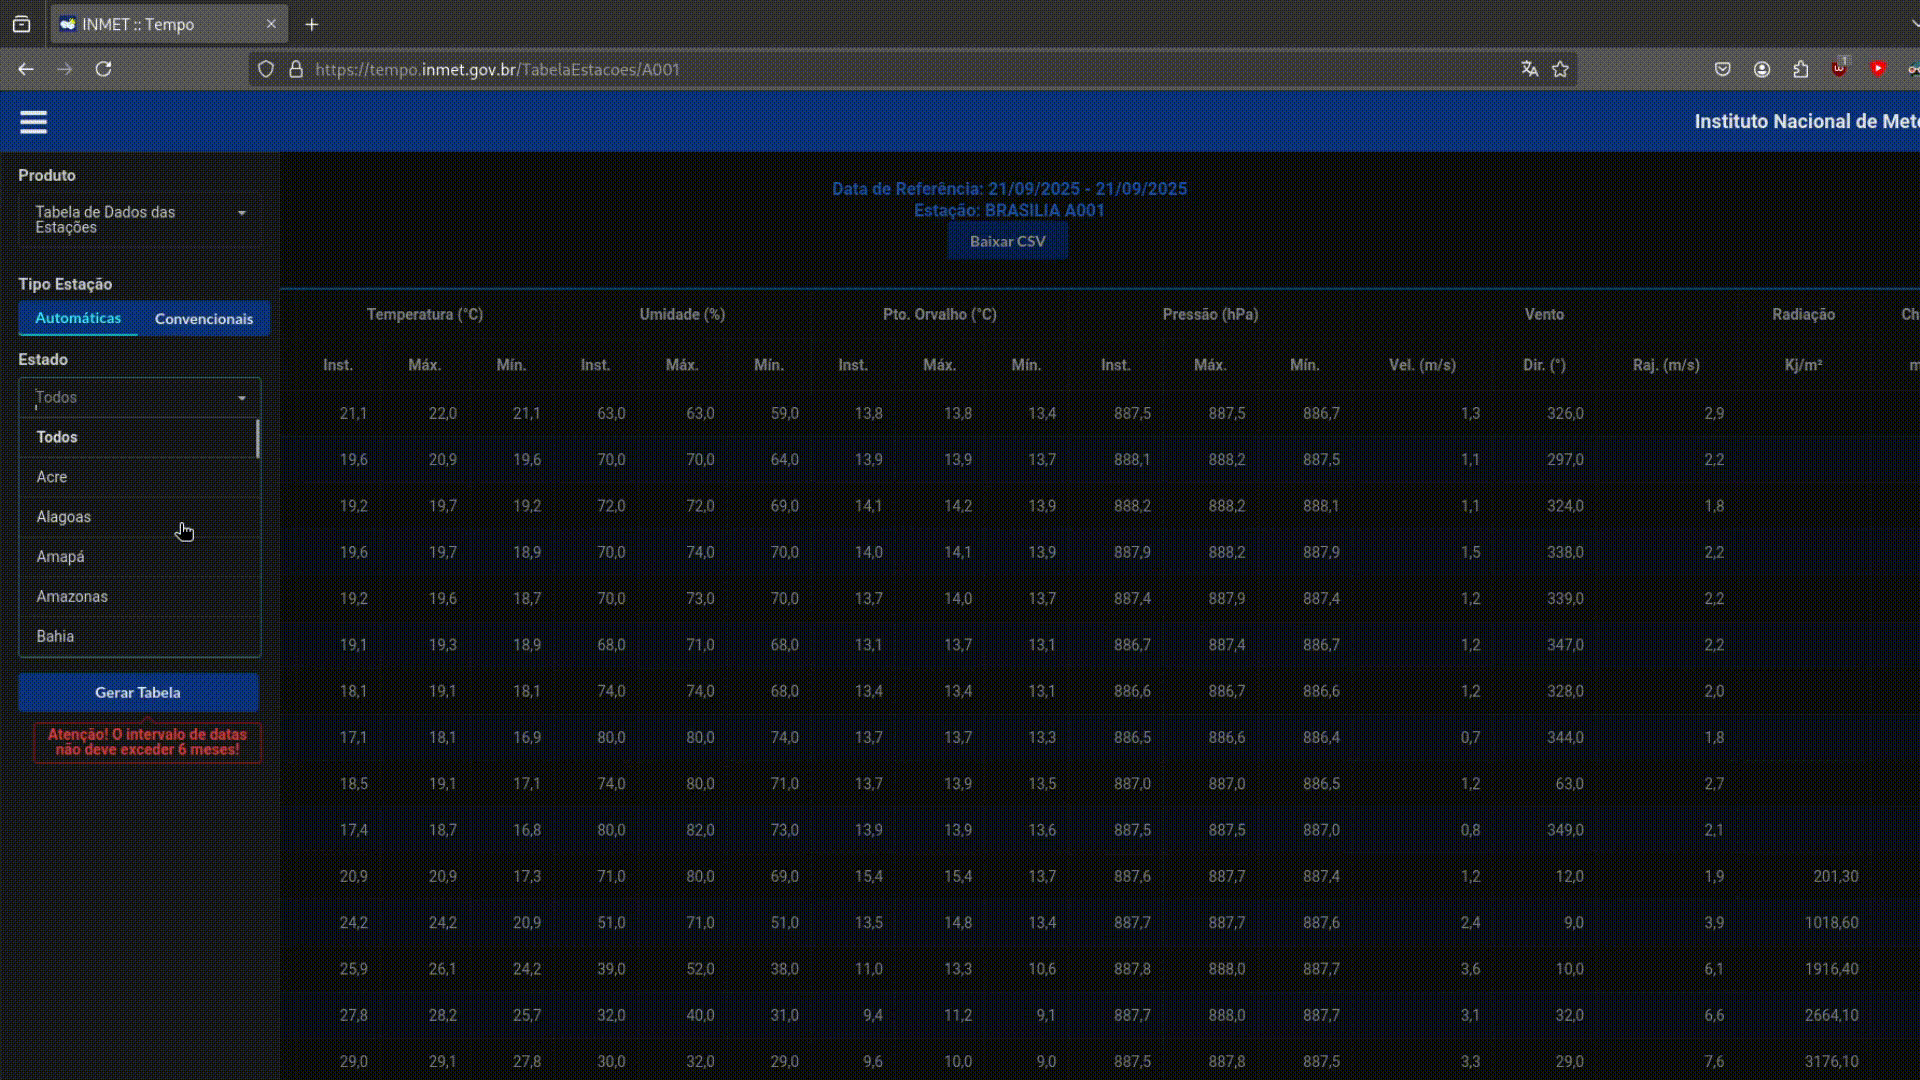 INMET :: Tempo
https://tempo.inmet.gov.br/TabelaEstacoes/A001
1
Instituto Nacional de Mete
Produto
Tabela de Dados das
Estações
Tipo Estação
Automáticas Convencionais
Estado
Todos
Todos
Acre
Alagoas
Amapá
Amazonas
Bahia
Gerar Tabela
Atenção! O intervalo de datas
não deve exceder 6 meses!
Data de Referência: 21/09/2025 - 21/09/2025
Estação: BRASILIA A001
Baixar CSV
Temperatura (°C) Umidade (%) Pto. Orvalho (°C) Pressão (hPa) Vento Radiação Ch
Inst. Máx. Mín. Inst. Máx. Mín. Inst. Máx. Mín. Inst. Máx. Mín. Vel. (m/s) Dir. (°) Raj. (m/s) Kj/m² m
21,1 22,0 21,1 63,0 63,0 59,0 13,8 13,8 13,4 887,5 887,5 886,7 1,3 326,0 2,9
19,6 20,9 19,6 70,0 70,0 64,0 13,9 13,9 13,7 888,1 888,2 887,5 1,1 297,0 2,2
19,2 19,7 19,2 72,0 72,0 69,0 14,1 14,2 13,9 888,2 888,2 888,1 1,1 324,0 1,8
19,6 19,7 18,9 70,0 74,0 70,0 14,0 14,1 13,9 887,9 888,2 887,9 1,5 338,0 2,2
19,2 19,6 18,7 70,0 73,0 70,0 13,7 14,0 13,7 887,4 887,9 887,4 1,2 339,0 2,2
19,1 19,3 18,9 68,0 71,0 68,0 13,1 13,7 13,1 886,7 887,4 886,7 1,2 347,0 2,2
18,1 19,1 18,1 74,0 74,0 68,0 13,4 13,4 13,1 886,6 886,7 886,6 1,2 328,0 2,0
17,1 18,1 16,9 80,0 80,0 74,0 13,7 13,7 13,3 886,5 886,6 886,4 0,7 344,0 1,8
18,5 19,1 17,1 74,0 80,0 71,0 13,7 13,9 13,5 887,0 887,0 886,5 1,2 63,0 2,7
17,4 18,7 16,8 80,0 82,0 73,0 13,9 13,9 13,6 887,5 887,5 887,0 0,8 349,0 2,1
20,9 20,9 17,3 71,0 80,0 69,0 15,4 15,4 13,7 887,6 887,7 887,4 1,2 12,0 1,9 201,30
24,2 24,2 20,9 51,0 71,0 51,0 13,5 14,8 13,4 887,7 887,7 887,6 2,4 9,0 3,9 1018,60
25,9 26,1 24,2 39,0 52,0 38,0 11,0 13,3 10,6 887,8 888,0 887,7 3,6 10,0 6,1 1916,40
27,8 28,2 25,7 32,0 40,0 31,0 9,4 11,2 9,1 887,7 888,0 887,7 3,1 32,0 6,6 2664,10
29,0 29,1 27,8 30,0 32,0 29,0 9,6 10,0 9,0 887,5 887,8 887,5 3,3 29,0 7,6 3176,10